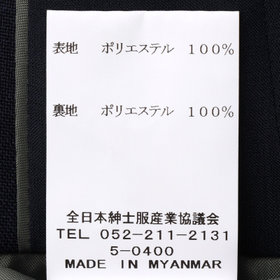 表地 ポリエステル 100%
裏地 ポリエステル 100%
全日本紳士服産業協議会
TEL 052-211-2131
5-0400
MADE IN MYANMAR